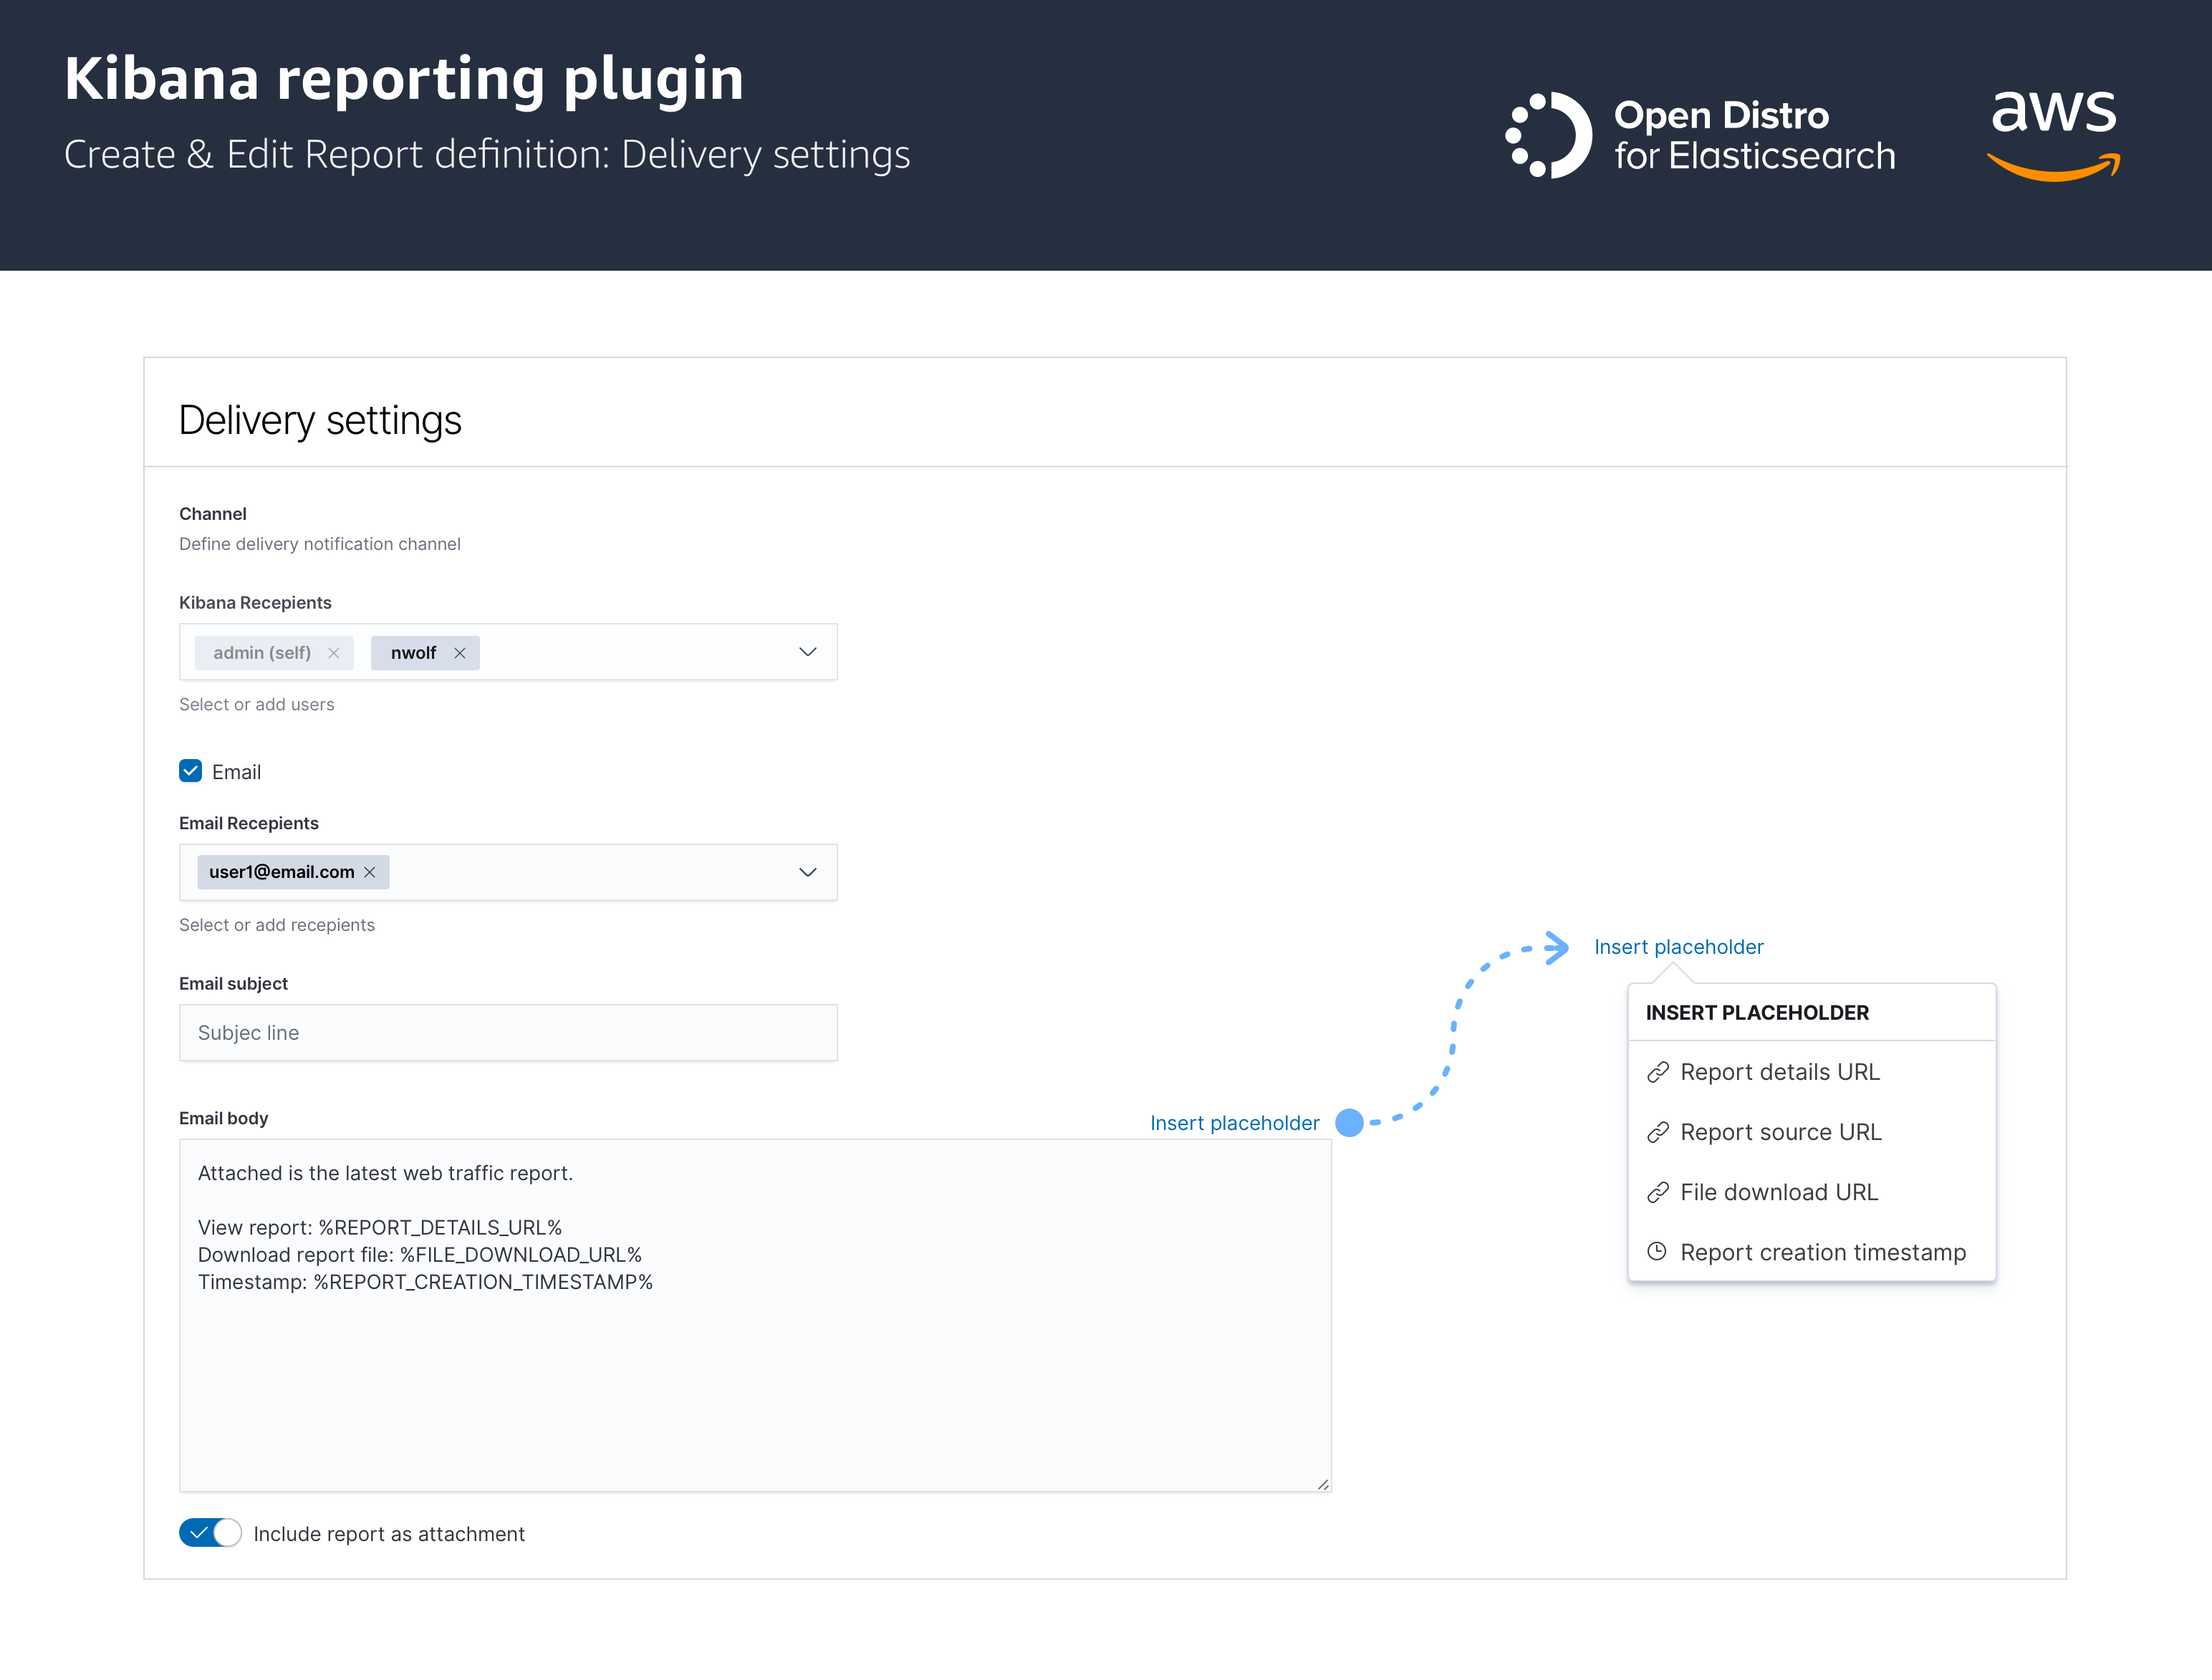 Kibana reporting plugin
Create & Edit Report definition: Delivery settings
Open Distro
for Elasticsearch
aws
Delivery settings
Channel
Define delivery notification channel
Kibana Recepients
admin (self)
nwolf
Select or add users
Email
Email Recepients
user1@email.com
Select or add recepients
Email subject
Subjec line
Email body
Insert placeholder
Attached is the latest web traffic report.
View report: %REPORT_DETAILS_URL%
Download report file: %FILE_DOWNLOAD_URL%
Timestamp: %REPORT_CREATION_TIMESTAMP%
Include report as attachment
Insert placeholder
INSERT PLACEHOLDER
Report details URL
Report source URL
File download URL
Report creation timestamp